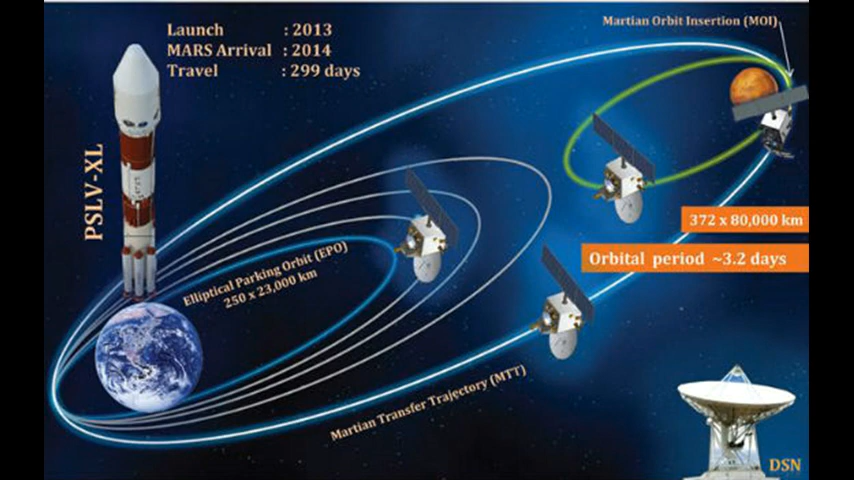 Launch : 2013
MARS Arrival : 2014
Travel : 299 days
Martian Orbit Insertion (MOI)
PSLV-XL
372 x 80,000 km
Orbital period ~3.2 days
Elliptical Parking Orbit (EPO)
250 x 23,000 km
Martian Transfer Trajectory (MTT)
DSN